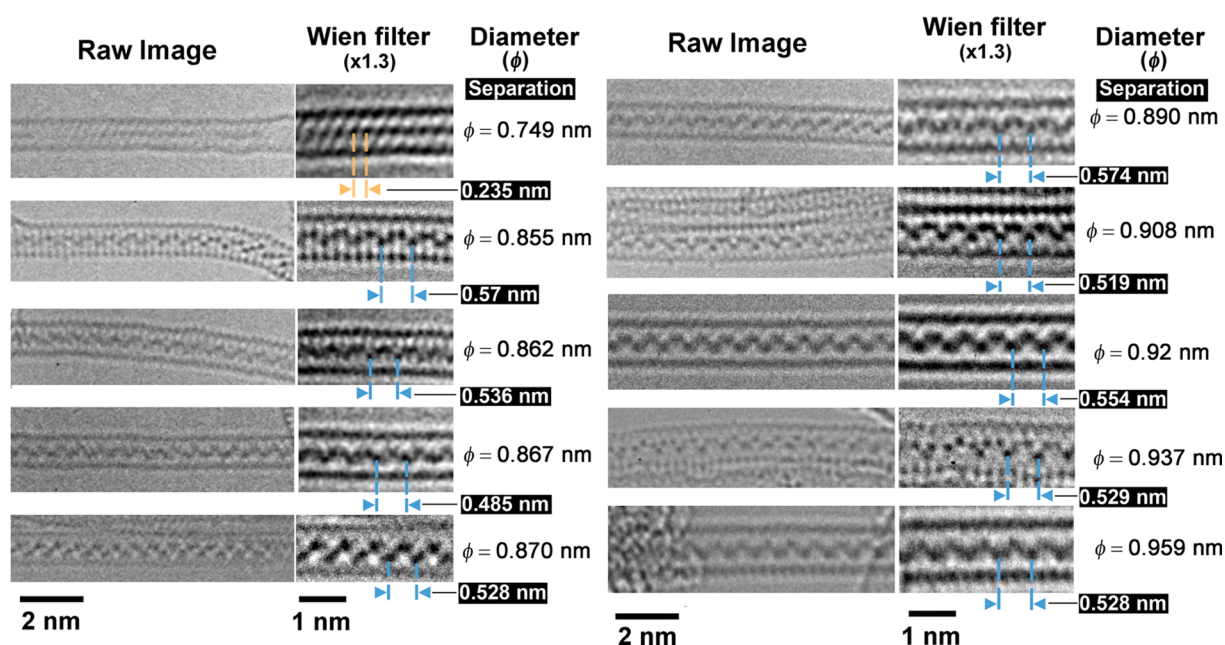 Raw Image
Wien filter
(x1.3)
Diameter
(ϕ)
Separation
ϕ = 0.749 nm
0.235 nm
ϕ = 0.855 nm
0.57 nm
ϕ = 0.862 nm
0.536 nm
ϕ = 0.867 nm
0.485 nm
ϕ = 0.870 nm
0.528 nm
2 nm
1 nm
Raw Image
Wien filter
(x1.3)
Diameter
(ϕ)
Separation
ϕ = 0.890 nm
0.574 nm
ϕ = 0.908 nm
0.519 nm
ϕ = 0.92 nm
0.554 nm
ϕ = 0.937 nm
0.529 nm
ϕ = 0.959 nm
0.528 nm
2 nm
1 nm